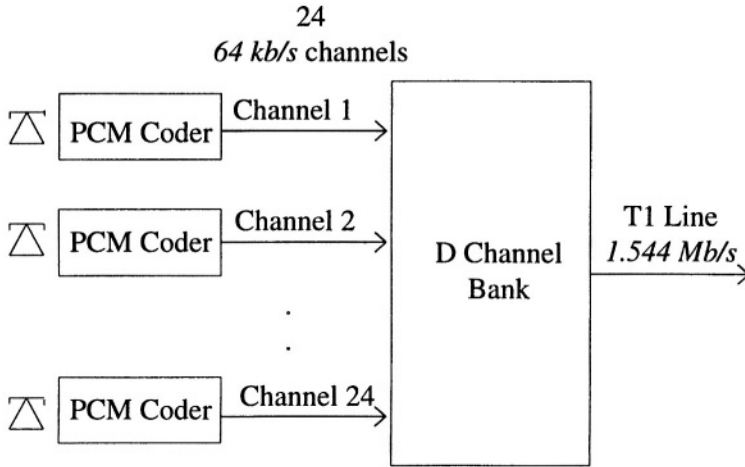 24
64 kb/s channels
PCM Coder
Channel 1
PCM Coder
Channel 2
D Channel
Bank
T1 Line
1.544 Mb/s
PCM Coder
Channel 24